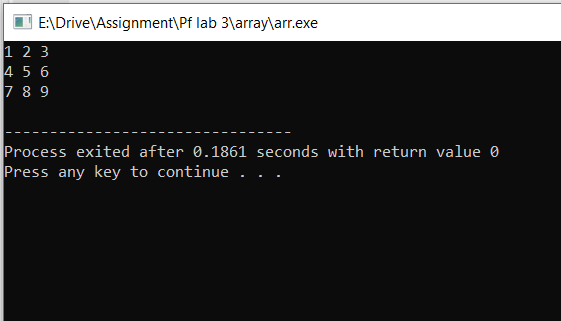 E:\Drive\Assignment\Pf lab 3\array\arr.exe
1 2 3
4 5 6
7 8 9
--------------------------------
Process exited after 0.1861 seconds with return value 0
Press any key to continue . . .